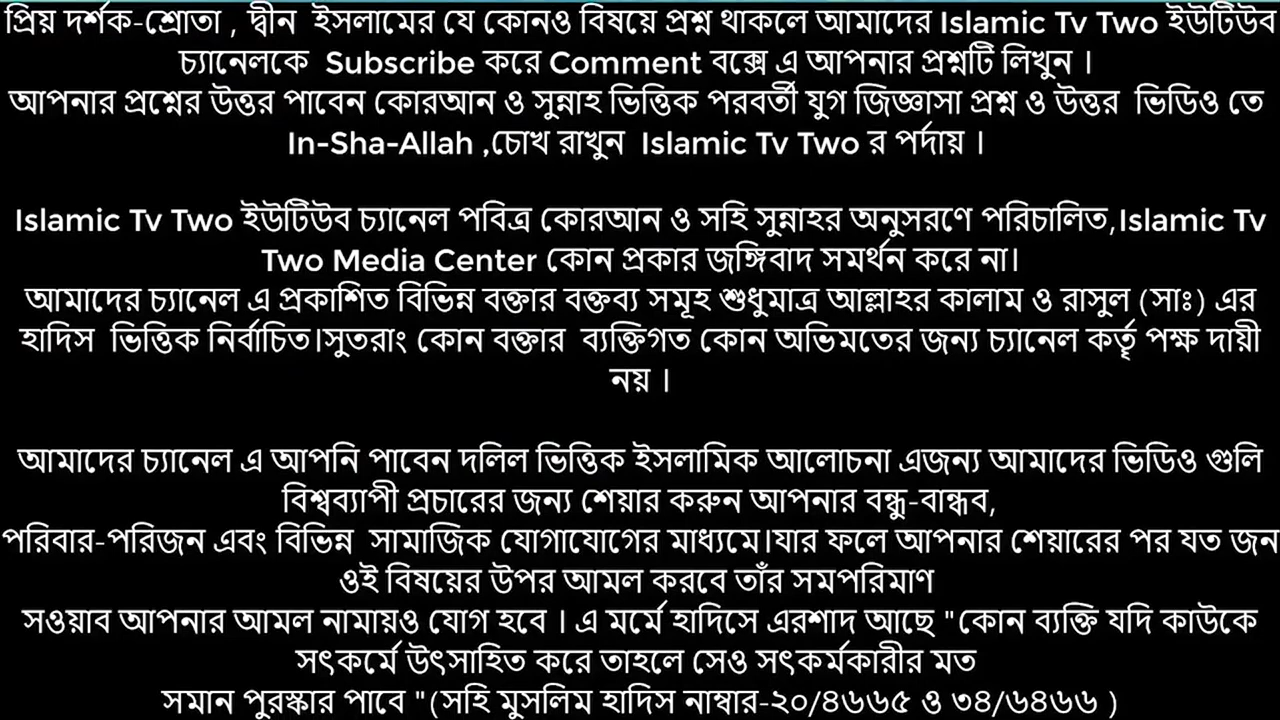 প্রিয় দর্শক-শ্রোতা , দ্বীন ইসলামের যে কোনও বিষয়ে প্রশ্ন থাকলে আমাদের Islamic Tv Two ইউটিউব
চ্যানেলকে Subscribe করে Comment বক্সে এ আপনার প্রশ্নটি লিখুন ।
আপনার প্রশ্নের উত্তর পাবেন কোরআন ও সুন্নাহ ভিত্তিক পরবর্তী যুগ জিজ্ঞাসা প্রশ্ন ও উত্তর ভিডিও তে
In-Sha-Allah ,চোখ রাখুন Islamic Tv Two র পর্দায় ।
Islamic Tv Two ইউটিউব চ্যানেল পবিত্র কোরআন ও সহি সুন্নাহর অনুসরণে পরিচালিত,Islamic Tv
Two Media Center কোন প্রকার জঙ্গিবাদ সমর্থন করে না।
আমাদের চ্যানেল এ প্রকাশিত বিভিন্ন বক্তার বক্তব্য সমূহ শুধুমাত্র আল্লাহর কালাম ও রাসুল (সাঃ) এর
হাদিস ভিত্তিক নির্বাচিত।সুতরাং কোন বক্তার ব্যক্তিগত কোন অভিমতের জন্য চ্যানেল কর্তৃ পক্ষ দায়ী
নয় ।
আমাদের চ্যানেল এ আপনি পাবেন দলিল ভিত্তিক ইসলামিক আলোচনা এজন্য আমাদের ভিডিও গুলি
বিশ্বব্যাপী প্রচারের জন্য শেয়ার করুন আপনার বন্ধু-বান্ধব,
পরিবার-পরিজন এবং বিভিন্ন সামাজিক যোগাযোগের মাধ্যমে।যার ফলে আপনার শেয়ারের পর যত জন
ওই বিষয়ের উপর আমল করবে তাঁর সমপরিমাণ
সওয়াব আপনার আমল নামায়ও যোগ হবে । এ মর্মে হাদিসে এরশাদ আছে "কোন ব্যক্তি যদি কাউকে
সৎকর্মে উৎসাহিত করে তাহলে সেও সৎকর্মকারীর মত
সমান পুরস্কার পাবে "(সহি মুসলিম হাদিস নাম্বার-২০/৪৬৬৫ ও ৩৪/৬৪৬৬ )